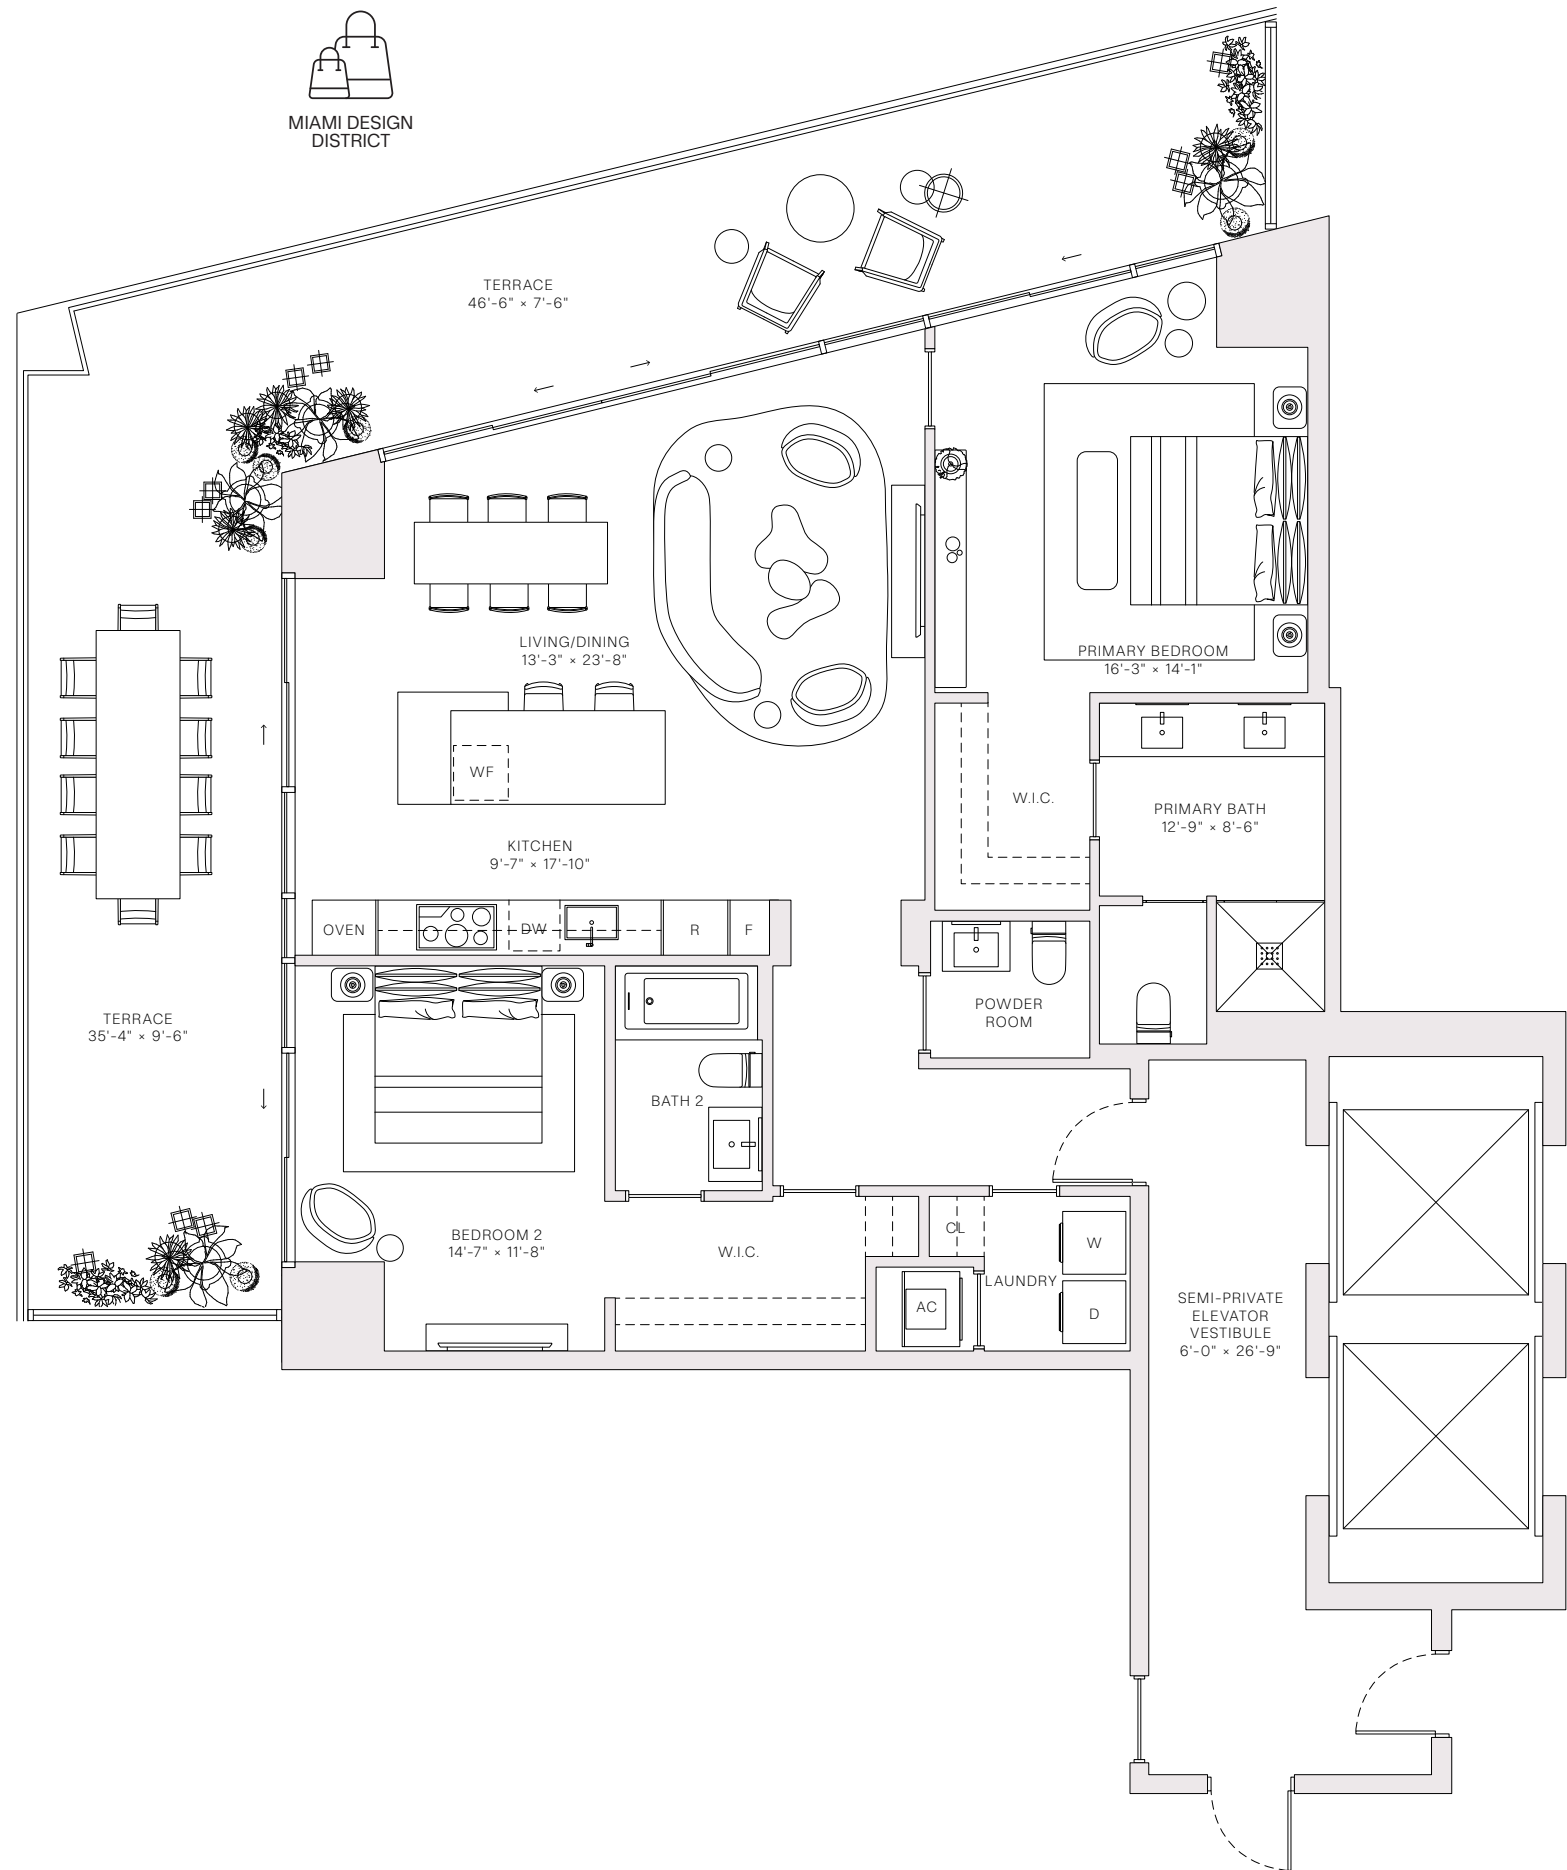 MIAMI DESIGN
DISTRICT
TERRACE
46'-6" × 7'-6"
LIVING/DINING
13'-3" × 23'-8"
PRIMARY BEDROOM
16'-3" × 14'-1"
WF
W.I.C.
PRIMARY BATH
12'-9" × 8'-6"
KITCHEN
9'-7" × 17'-10"
OVEN
DW
R
F
POWDER
ROOM
TERRACE
35'-4" × 9'-6"
BATH 2
BEDROOM 2
14'-7" × 11'-8"
W.I.C.
CL
W
LAUNDRY
AC
D
SEMI-PRIVATE
ELEVATOR
VESTIBULE
6'-0" × 26'-9"